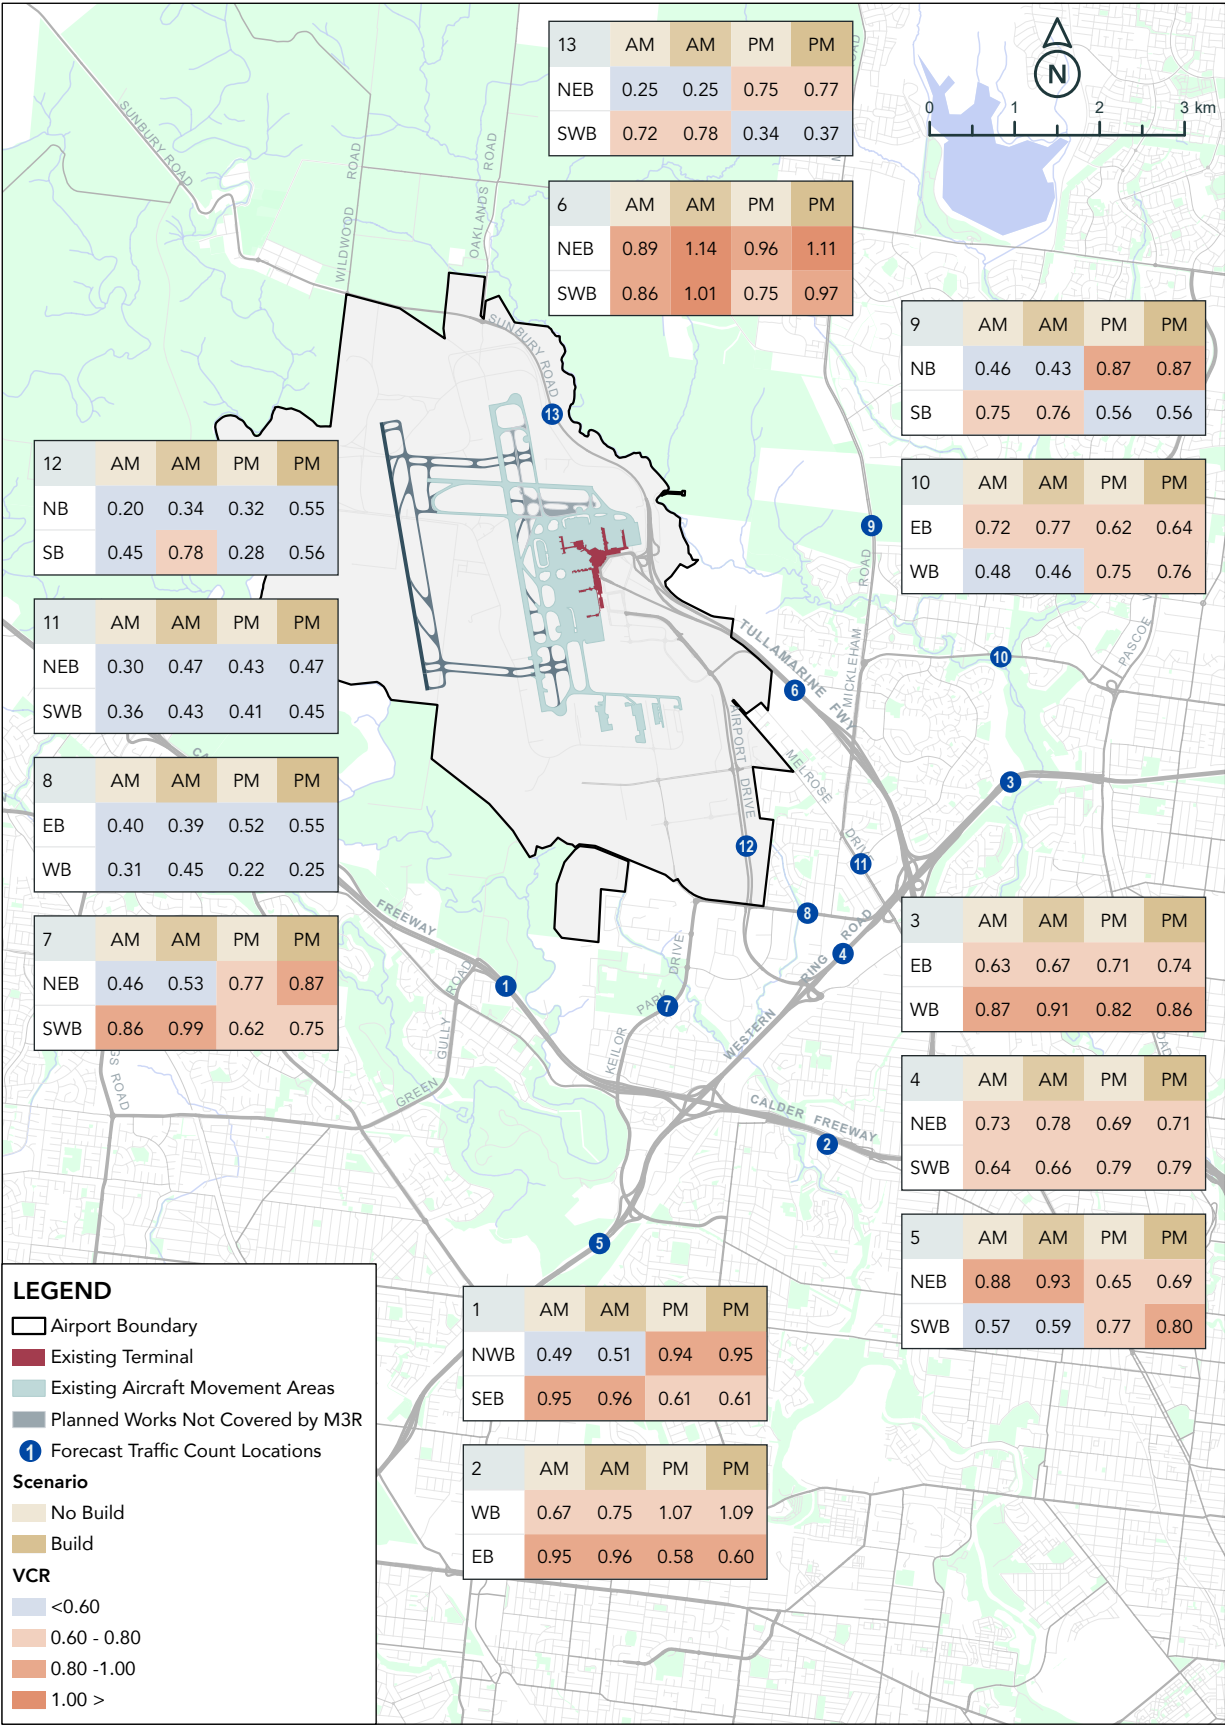 13 AM AM PM PM
NEB 0.25 0.25 0.75 0.77
SWB 0.72 0.78 0.34 0.37
N
0 1 2 3 km
6 AM AM PM PM
NEB 0.89 1.14 0.96 1.11
SWB 0.86 1.01 0.75 0.97
9 AM AM PM PM
NB 0.46 0.43 0.87 0.87
SB 0.75 0.76 0.56 0.56
10 AM AM PM PM
EB 0.72 0.77 0.62 0.64
WB 0.48 0.46 0.75 0.76
12 AM AM PM PM
NB 0.20 0.34 0.32 0.55
SB 0.45 0.78 0.28 0.56
11 AM AM PM PM
NEB 0.30 0.47 0.43 0.47
SWB 0.36 0.43 0.41 0.45
8 AM AM PM PM
EB 0.40 0.39 0.52 0.55
WB 0.31 0.45 0.22 0.25
7 AM AM PM PM
NEB 0.46 0.53 0.77 0.87
SWB 0.86 0.99 0.62 0.75
3 AM AM PM PM
EB 0.63 0.67 0.71 0.74
WB 0.87 0.91 0.82 0.86
4 AM AM PM PM
NEB 0.73 0.78 0.69 0.71
SWB 0.64 0.66 0.79 0.79
5 AM AM PM PM
NEB 0.88 0.93 0.65 0.69
SWB 0.57 0.59 0.77 0.80
1 AM AM PM PM
NWB 0.49 0.51 0.94 0.95
SEB 0.95 0.96 0.61 0.61
2 AM AM PM PM
WB 0.67 0.75 1.07 1.09
EB 0.95 0.96 0.58 0.60
SUNBURY ROAD
WILDWOOD ROAD
OAKLANDS ROAD
ROAD
SUNBURY ROAD
13
9
MICKLEHAM ROAD
10
PASCOE
TULLAMARINE FWY
6
AIRPORT DRIVE
MELROSE DRIVE
3
12
11
8
4
WESTERN RING ROAD
FREEWAY
1
KEILOR PARK DRIVE
7
GREEN GULLY ROAD
GS ROAD
CALDER FREEWAY
2
5
LEGEND
Airport Boundary
Existing Terminal
Existing Aircraft Movement Areas
Planned Works Not Covered by M3R
1 Forecast Traffic Count Locations
Scenario
No Build
Build
VCR
<0.60
0.60 - 0.80
0.80 -1.00
1.00 >